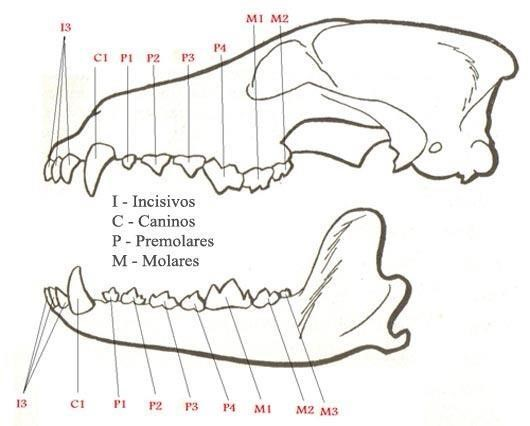 M1 M2
I3 P4
C1 P1 P2 P3
I - Incisivos
C - Caninos
P - Premolares
M - Molares
I3 C1 P1 P2 P3 P4 M1 M2 M3